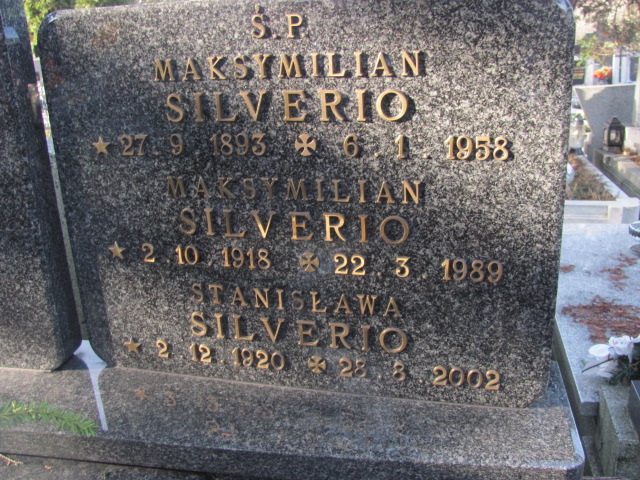 Ś.P.
MAKSYMILIAN
SILVERIO
27.9.1893 6.1.1958
MAKSYMILIAN
SILVERIO
2.10.1918 22.3.1989
STANISŁAWA
SILVERIO
2.12.1920 28.8.2002